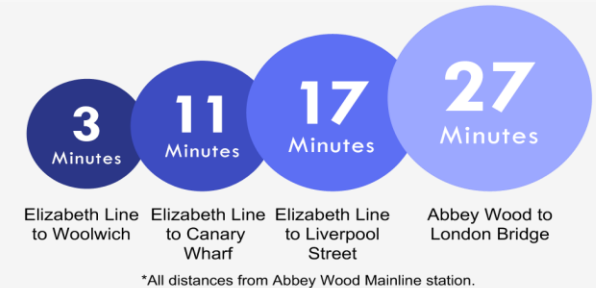 3
Minutes
11
Minutes
17
Minutes
27
Minutes
Elizabeth Line
to Woolwich
Elizabeth Line
to Canary
Wharf
Elizabeth Line
to Liverpool
Street
Abbey Wood to
London Bridge
*All distances from Abbey Wood Mainline station.